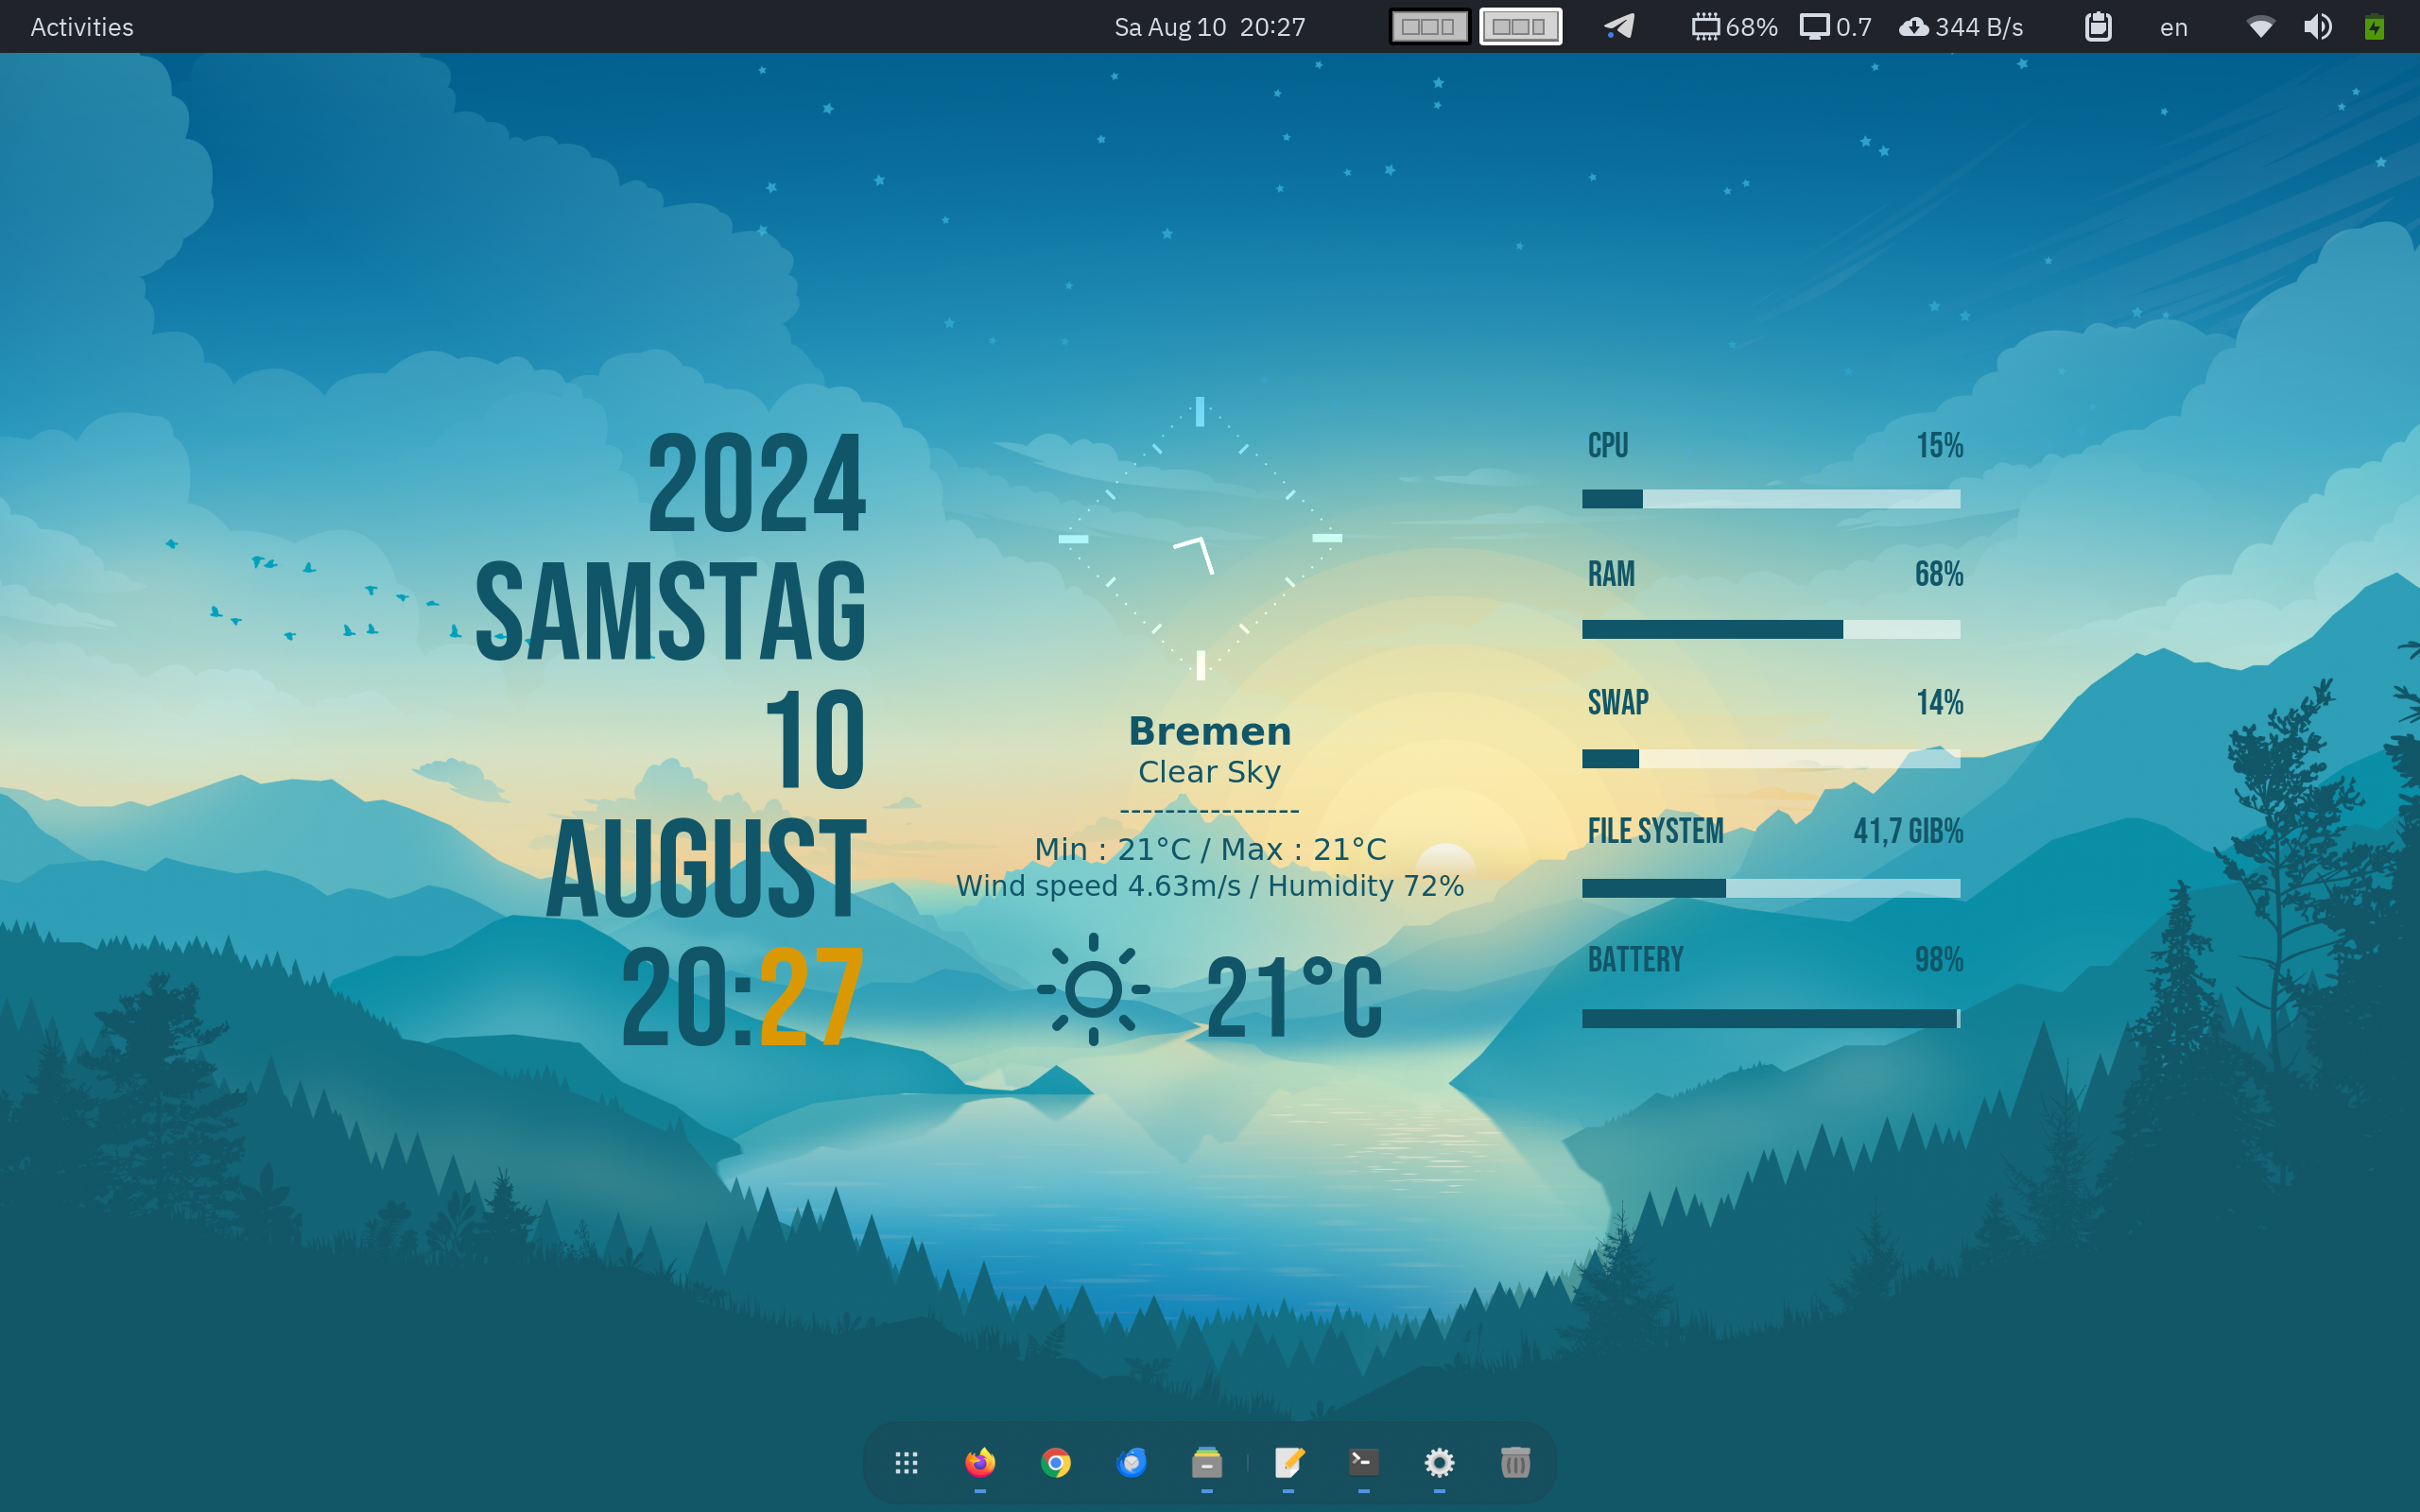 Activities
Sa Aug 10 20:27
68%
0.7
344 B/s
en
2024
SAMSTAG
10
AUGUST
20:27
Bremen
Clear Sky
----------------
Min : 21°C / Max : 21°C
Wind speed 4.63m/s / Humidity 72%
21°C
CPU 15%
RAM 68%
SWAP 14%
FILE SYSTEM 41,7 GIB%
BATTERY 98%